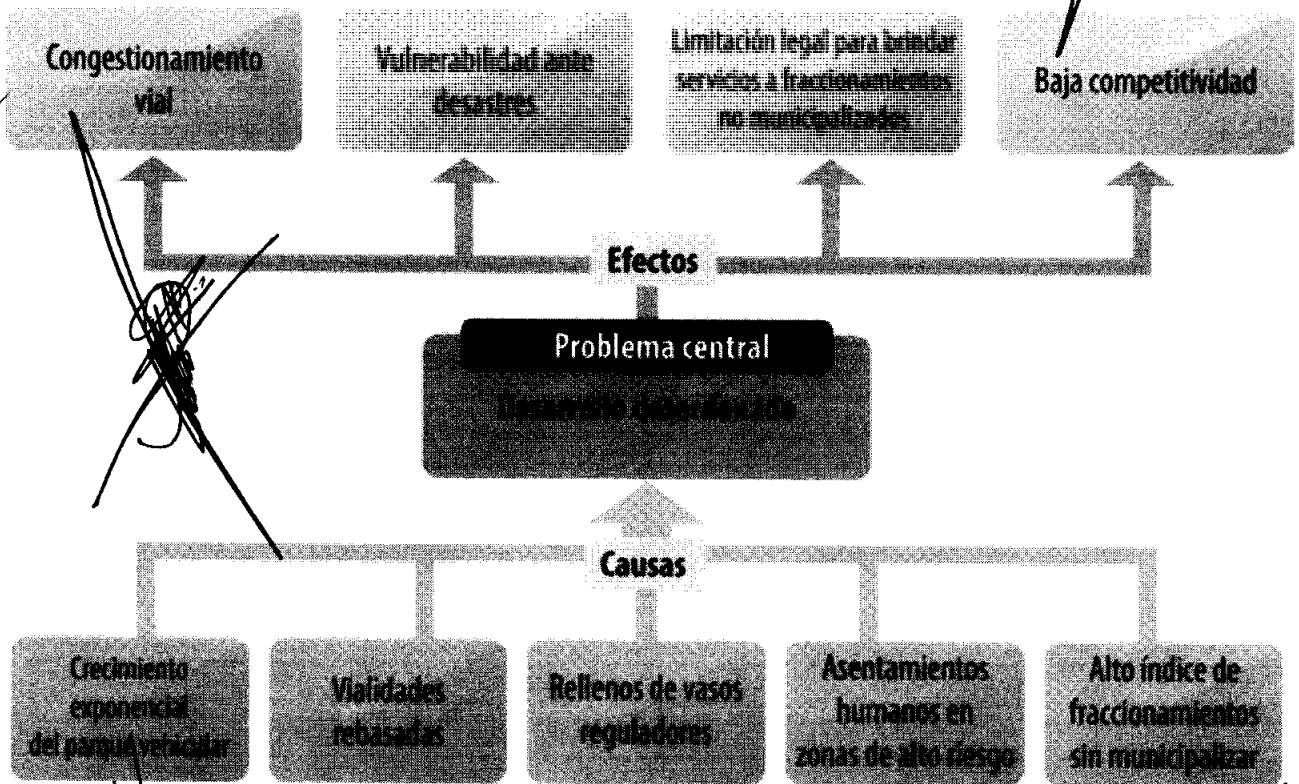 Congestionamiento
vial
Vulnerabilidad ante
desastres
Limitación legal para brindar
servicios a fraccionamientos
no municipalizados
Baja competitividad
Efectos
Problema central
Desarrollo desordenado
Causas
Crecimiento
exponencial
del parque vehicular
Vialidades
rebasadas
Rellenos de vasos
reguladores
Asentamientos
humanos en
zonas de alto riesgo
Alto índice de
fraccionamientos
sin municipalizar